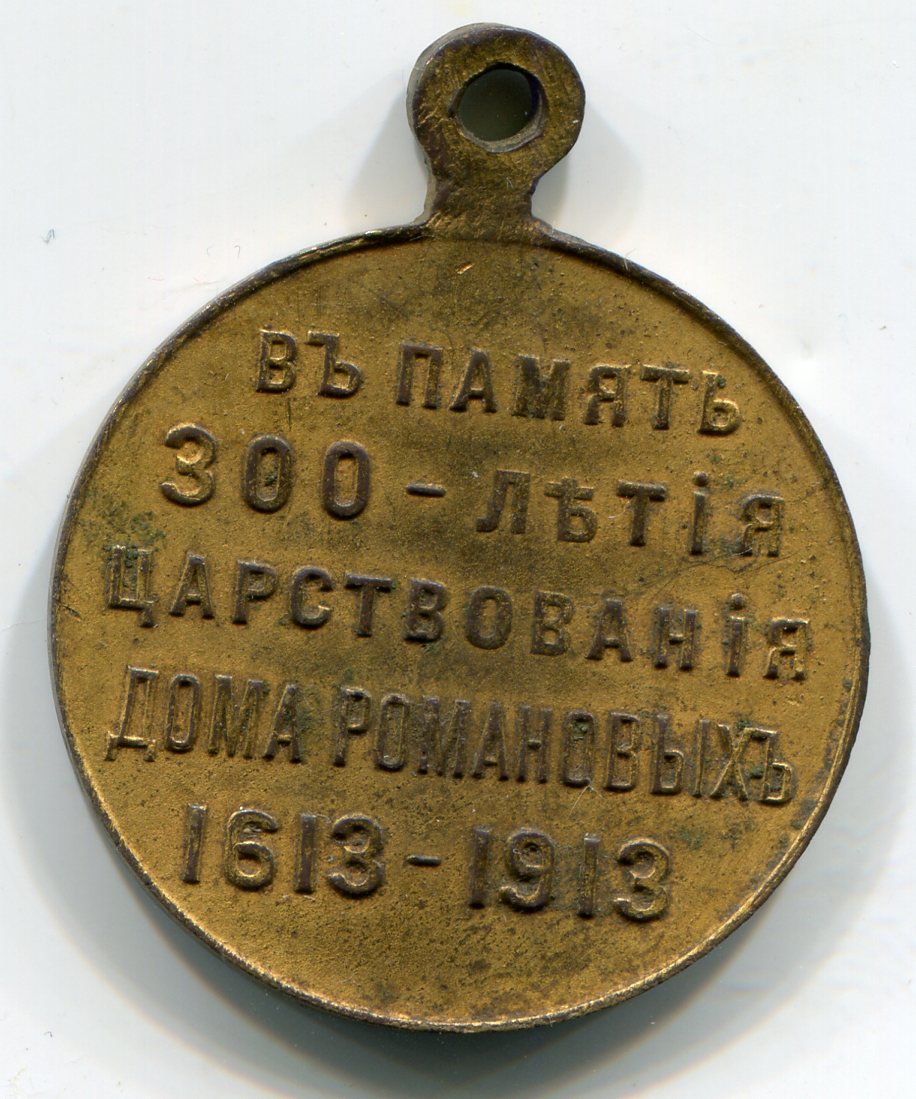 ВЪ ПАМЯТЬ
300-ЛѢТІЯ
ЦАРСТВОВАНІЯ
ДОМА РОМАНОВЫХЪ
1613-1913